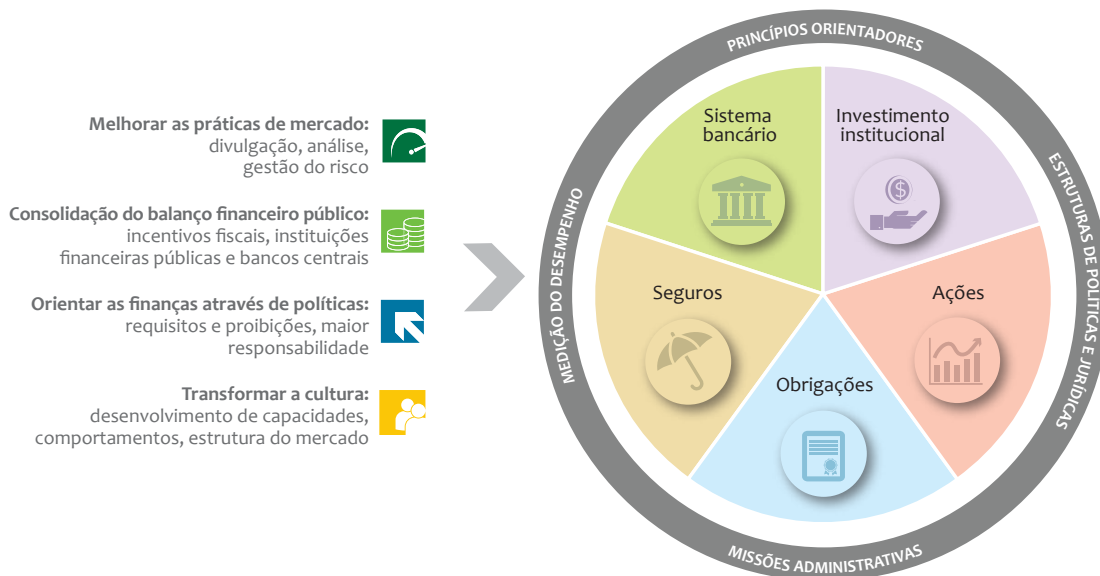 Melhorar as práticas de mercado:
divulgação, análise,
gestão do risco
Consolidação do balanço financeiro público:
incentivos fiscais, instituições
financeiras públicas e bancos centrais
Orientar as finanças através de políticas:
requisitos e proibições, maior
responsabilidade
Transformar a cultura:
desenvolvimento de capacidades,
comportamentos, estrutura do mercado
PRINCÍPIOS ORIENTADORES
ESTRUTURAS DE POLÍTICAS E JURÍDICAS
MISSÕES ADMINISTRATIVAS
MEDIÇÃO DO DESEMPENHO
Sistema
bancário
Investimento
institucional
$
Seguros
Ações
Obrigações